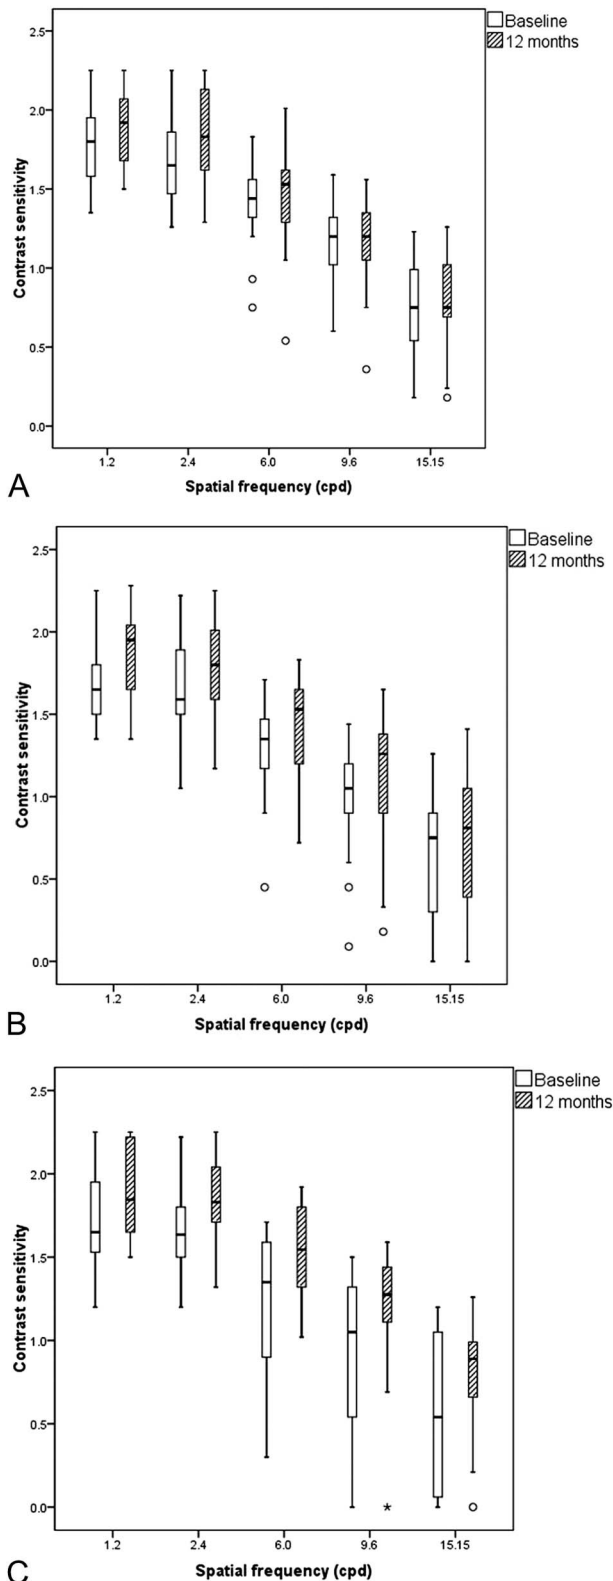 Baseline
12 months
2.5
2.0
1.5
1.0
0.5
0.0
Contrast sensitivity
1.2 2.4 6.0 9.6 15.15
Spatial frequency (cpd)
A
Baseline
12 months
2.5
2.0
1.5
1.0
0.5
0.0
Contrast sensitivity
1.2 2.4 6.0 9.6 15.15
Spatial frequency (cpd)
B
Baseline
12 months
2.5
2.0
1.5
1.0
0.5
0.0
Contrast sensitivity
1.2 2.4 6.0 9.6 15.15
Spatial frequency (cpd)
C